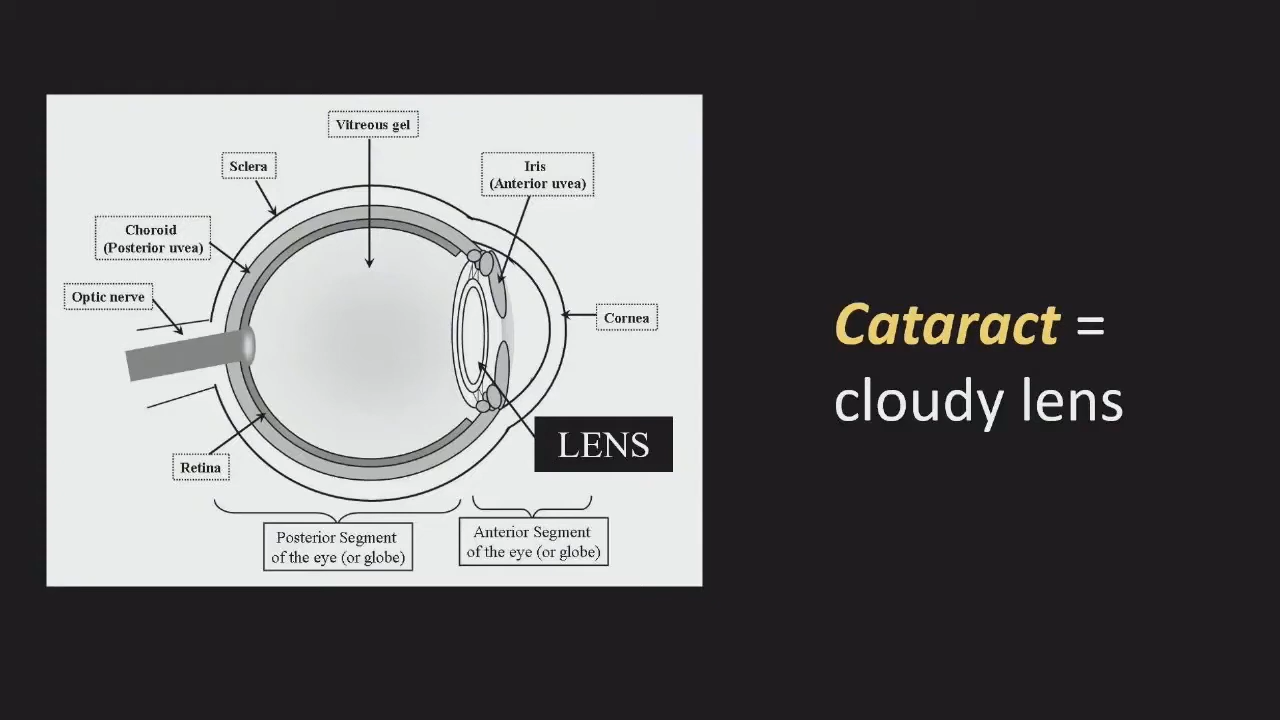 Vitreous gel
Sclera
Iris
(Anterior uvea)
Choroid
(Posterior uvea)
Optic nerve
Cornea
LENS
Retina
Posterior Segment
of the eye (or globe)
Anterior Segment
of the eye (or globe)
Cataract =
cloudy lens